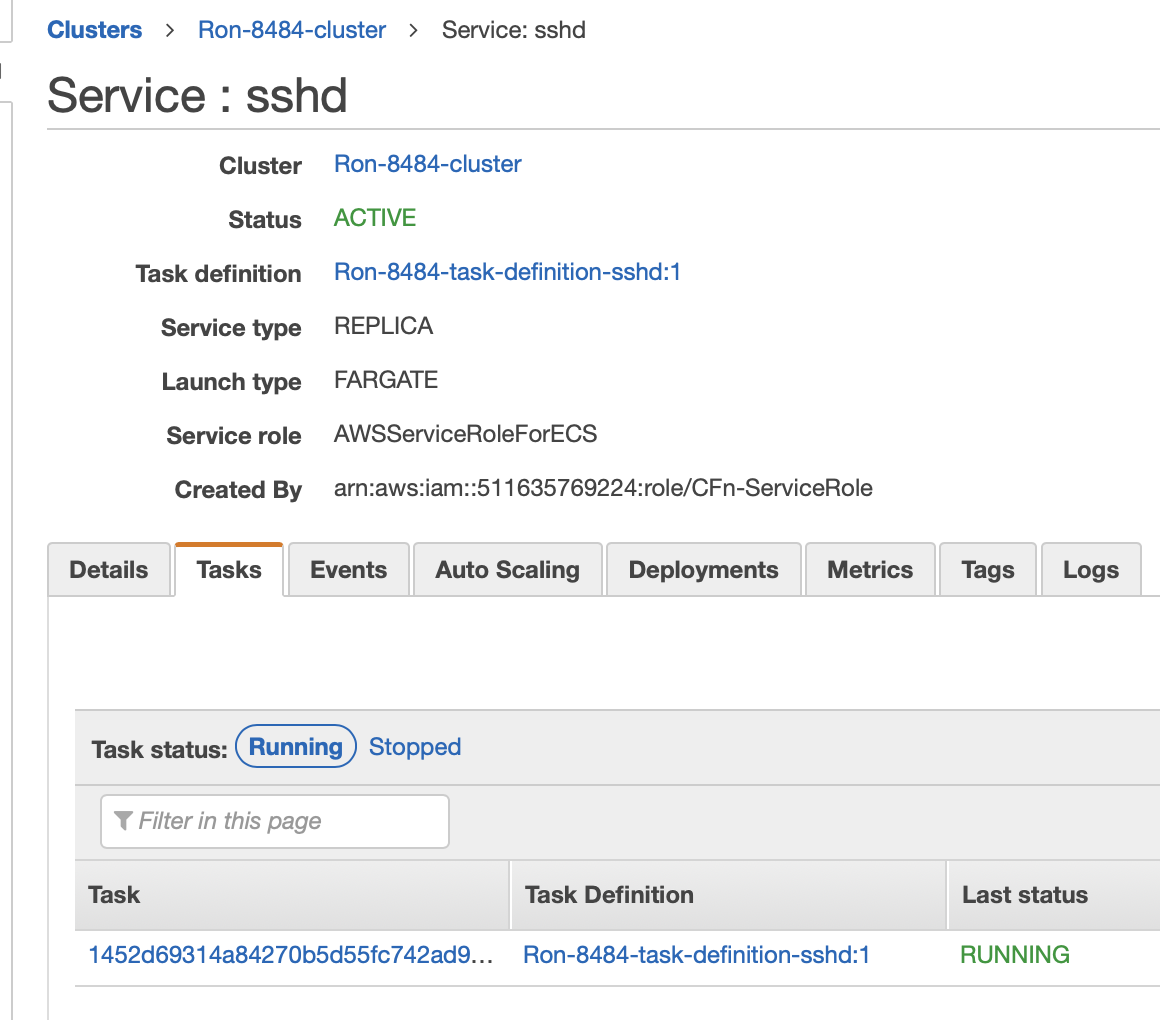 Clusters > Ron-8484-cluster > Service: sshd
Service : sshd
Cluster Ron-8484-cluster
Status ACTIVE
Task definition Ron-8484-task-definition-sshd:1
Service type REPLICA
Launch type FARGATE
Service role AWSServiceRoleForECS
Created By arn:aws:iam::511635769224:role/CFn-ServiceRole
Details Tasks Events Auto Scaling Deployments Metrics Tags Logs
Task status: Running Stopped
Filter in this page
Task Task Definition Last status
1452d69314a84270b5d55fc742ad9... Ron-8484-task-definition-sshd:1 RUNNING